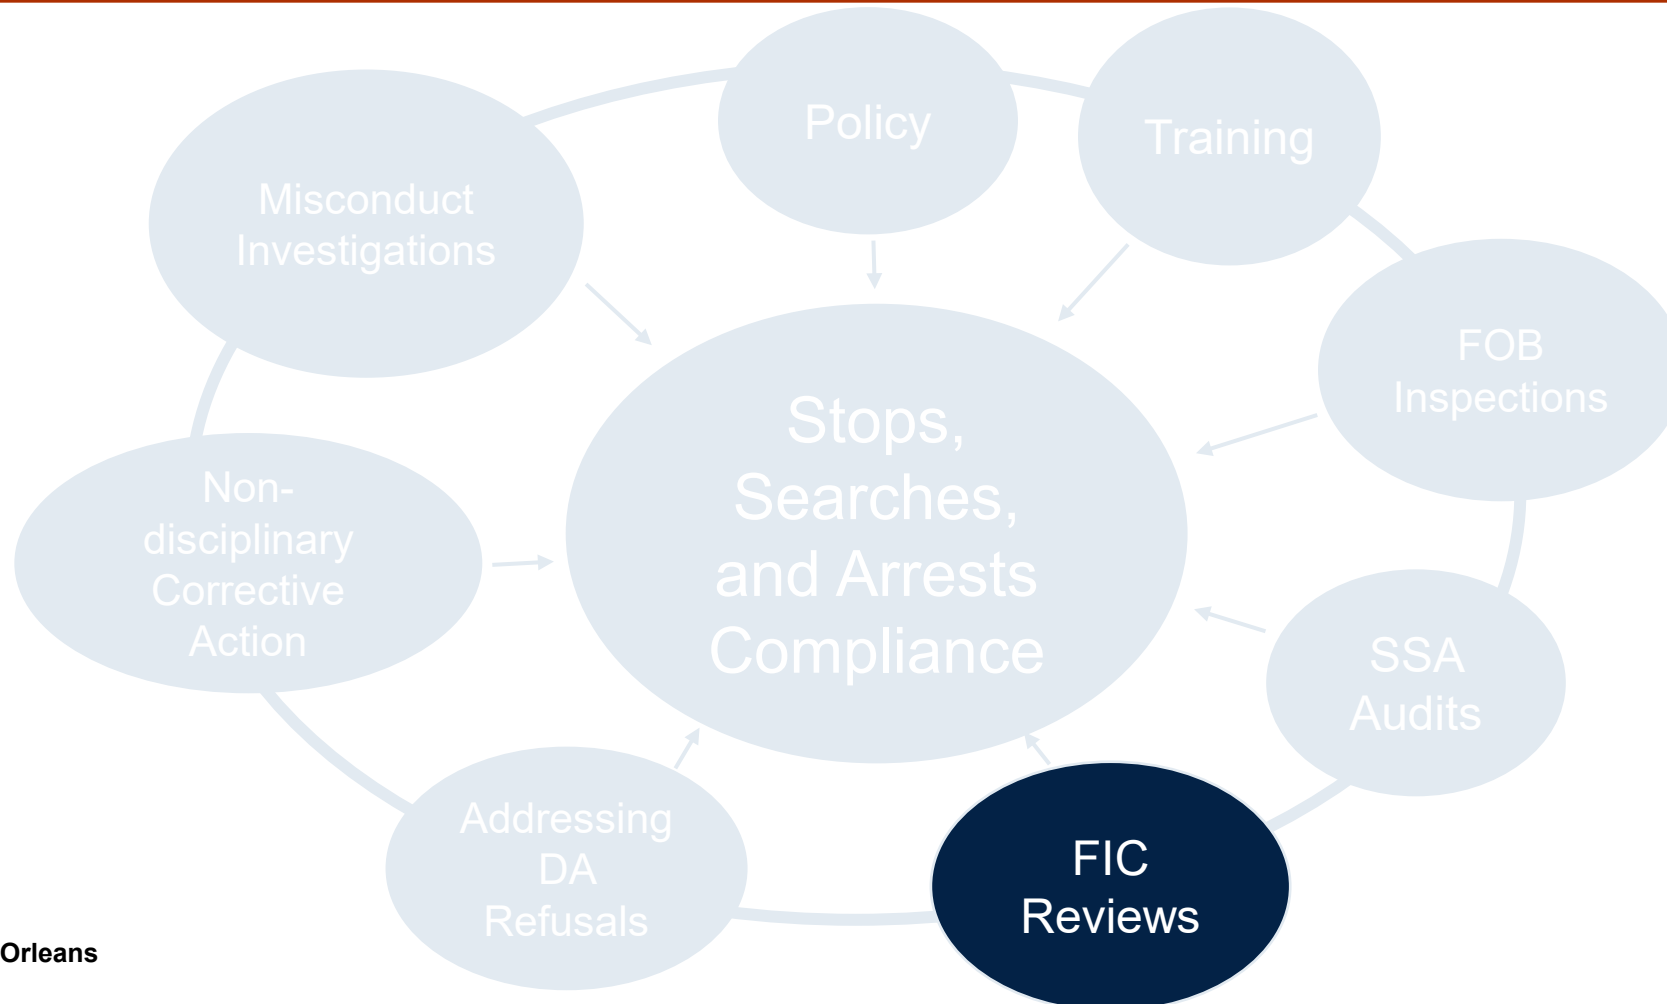 Policy
Training
Misconduct
Investigations
FOB
Inspections
Stops,
Searches,
and Arrests
Compliance
Non-
disciplinary
Corrective
Action
SSA
Audits
Addressing
DA
Refusals
FIC
Reviews
Orleans